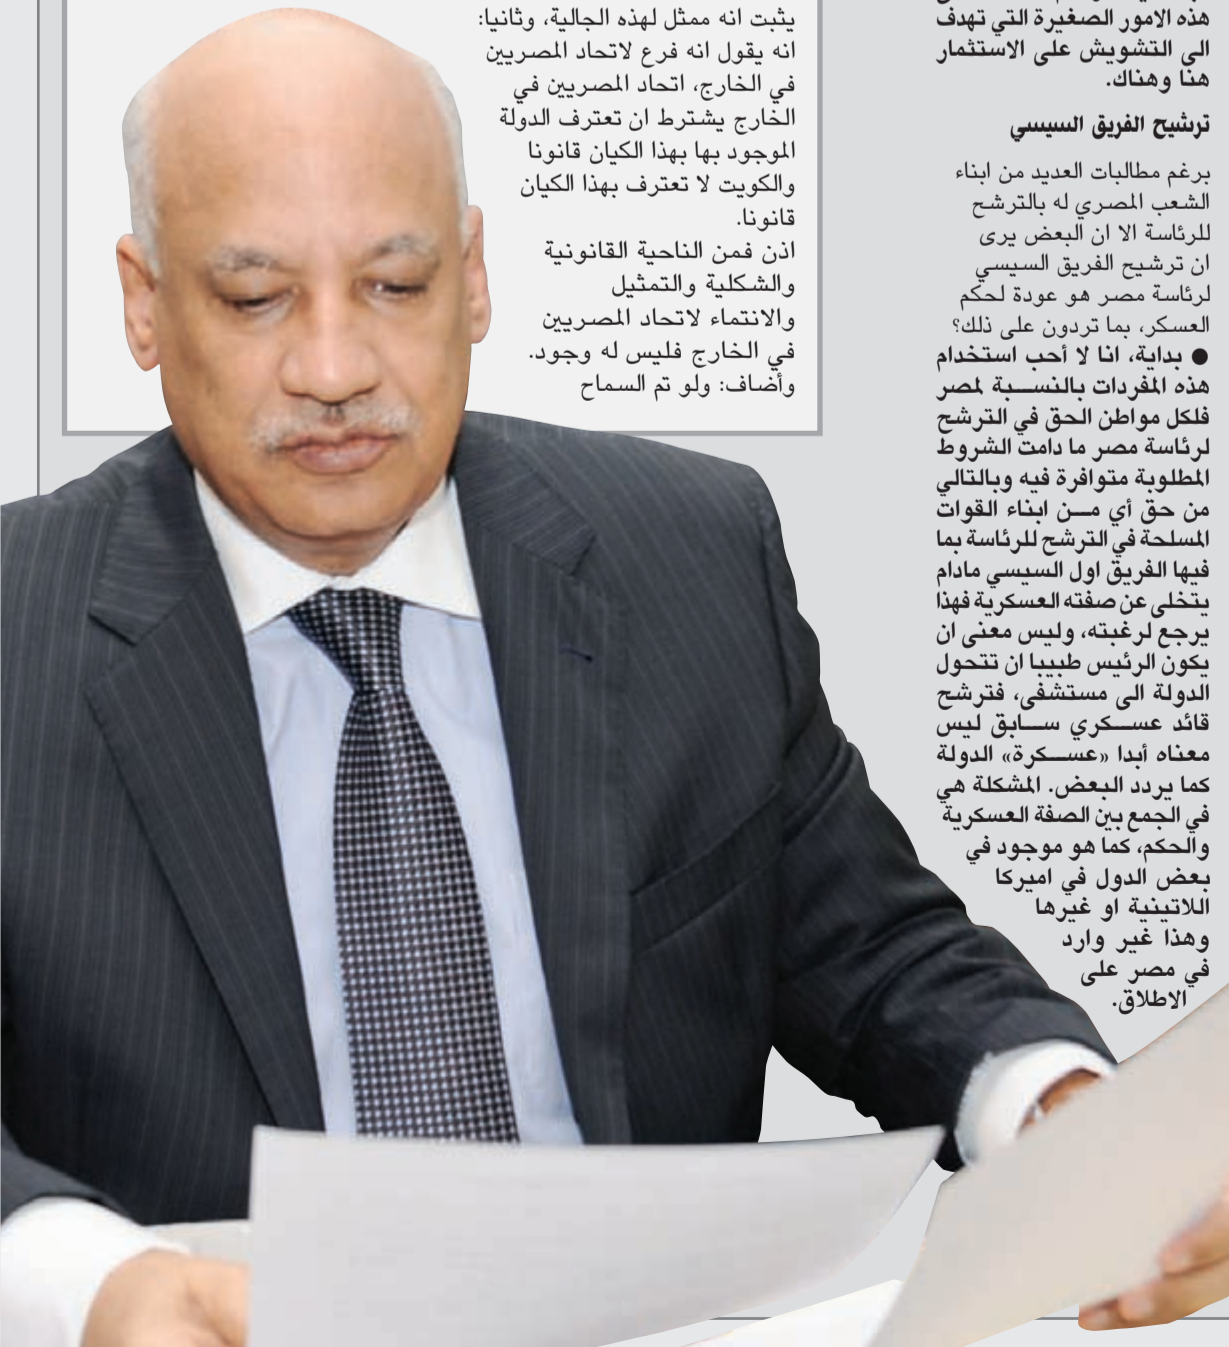 هذه الامور الصغيرة التي تهدف
الى التشويش على الاستثمار
هنا وهناك.
ترشيح الفريق السيسي
برغم مطالبات العديد من ابناء
الشعب المصري له بالترشح
للرئاسة الا ان البعض يرى
ان ترشيح الفريق السيسي
لرئاسة مصر هو عودة لحكم
العسكر، بما تردون على ذلك؟
● بداية، انا لا أحب استخدام
هذه المفردات بالنســبة لمصر
فلكل مواطن الحق في الترشح
لرئاسة مصر ما دامت الشروط
المطلوبة متوافرة فيه وبالتالي
من حق أي مــن ابناء القوات
المسلحة في الترشح للرئاسة بما
فيها الفريق اول السيسي مادام
يتخلى عن صفته العسكرية فهذا
يرجع لرغبته، وليس معنى ان
يكون الرئيس طبيبا ان تتحول
الدولة الى مستشفى، فترشح
قائد عســكري ســابق ليس
معناه أبدا «عســكرة» الدولة
كما يردد البعض. المشكلة هي
في الجمع بين الصفة العسكرية
والحكم، كما هو موجود في
بعض الدول في اميركا
اللاتينية او غيرها
وهذا غير وارد
في مصر على
الاطلاق.
يثبت انه ممثل لهذه الجالية، وثانيا:
انه يقول انه فرع لاتحاد المصريين
في الخارج، اتحاد المصريين في
الخارج يشترط ان تعترف الدولة
الموجود بها بهذا الكيان قانونا
والكويت لا تعترف بهذا الكيان
قانونا.
اذن فمن الناحية القانونية
والشكلية والتمثيل
والانتماء لاتحاد المصريين
في الخارج فليس له وجود.
وأضاف: ولو تم السماح